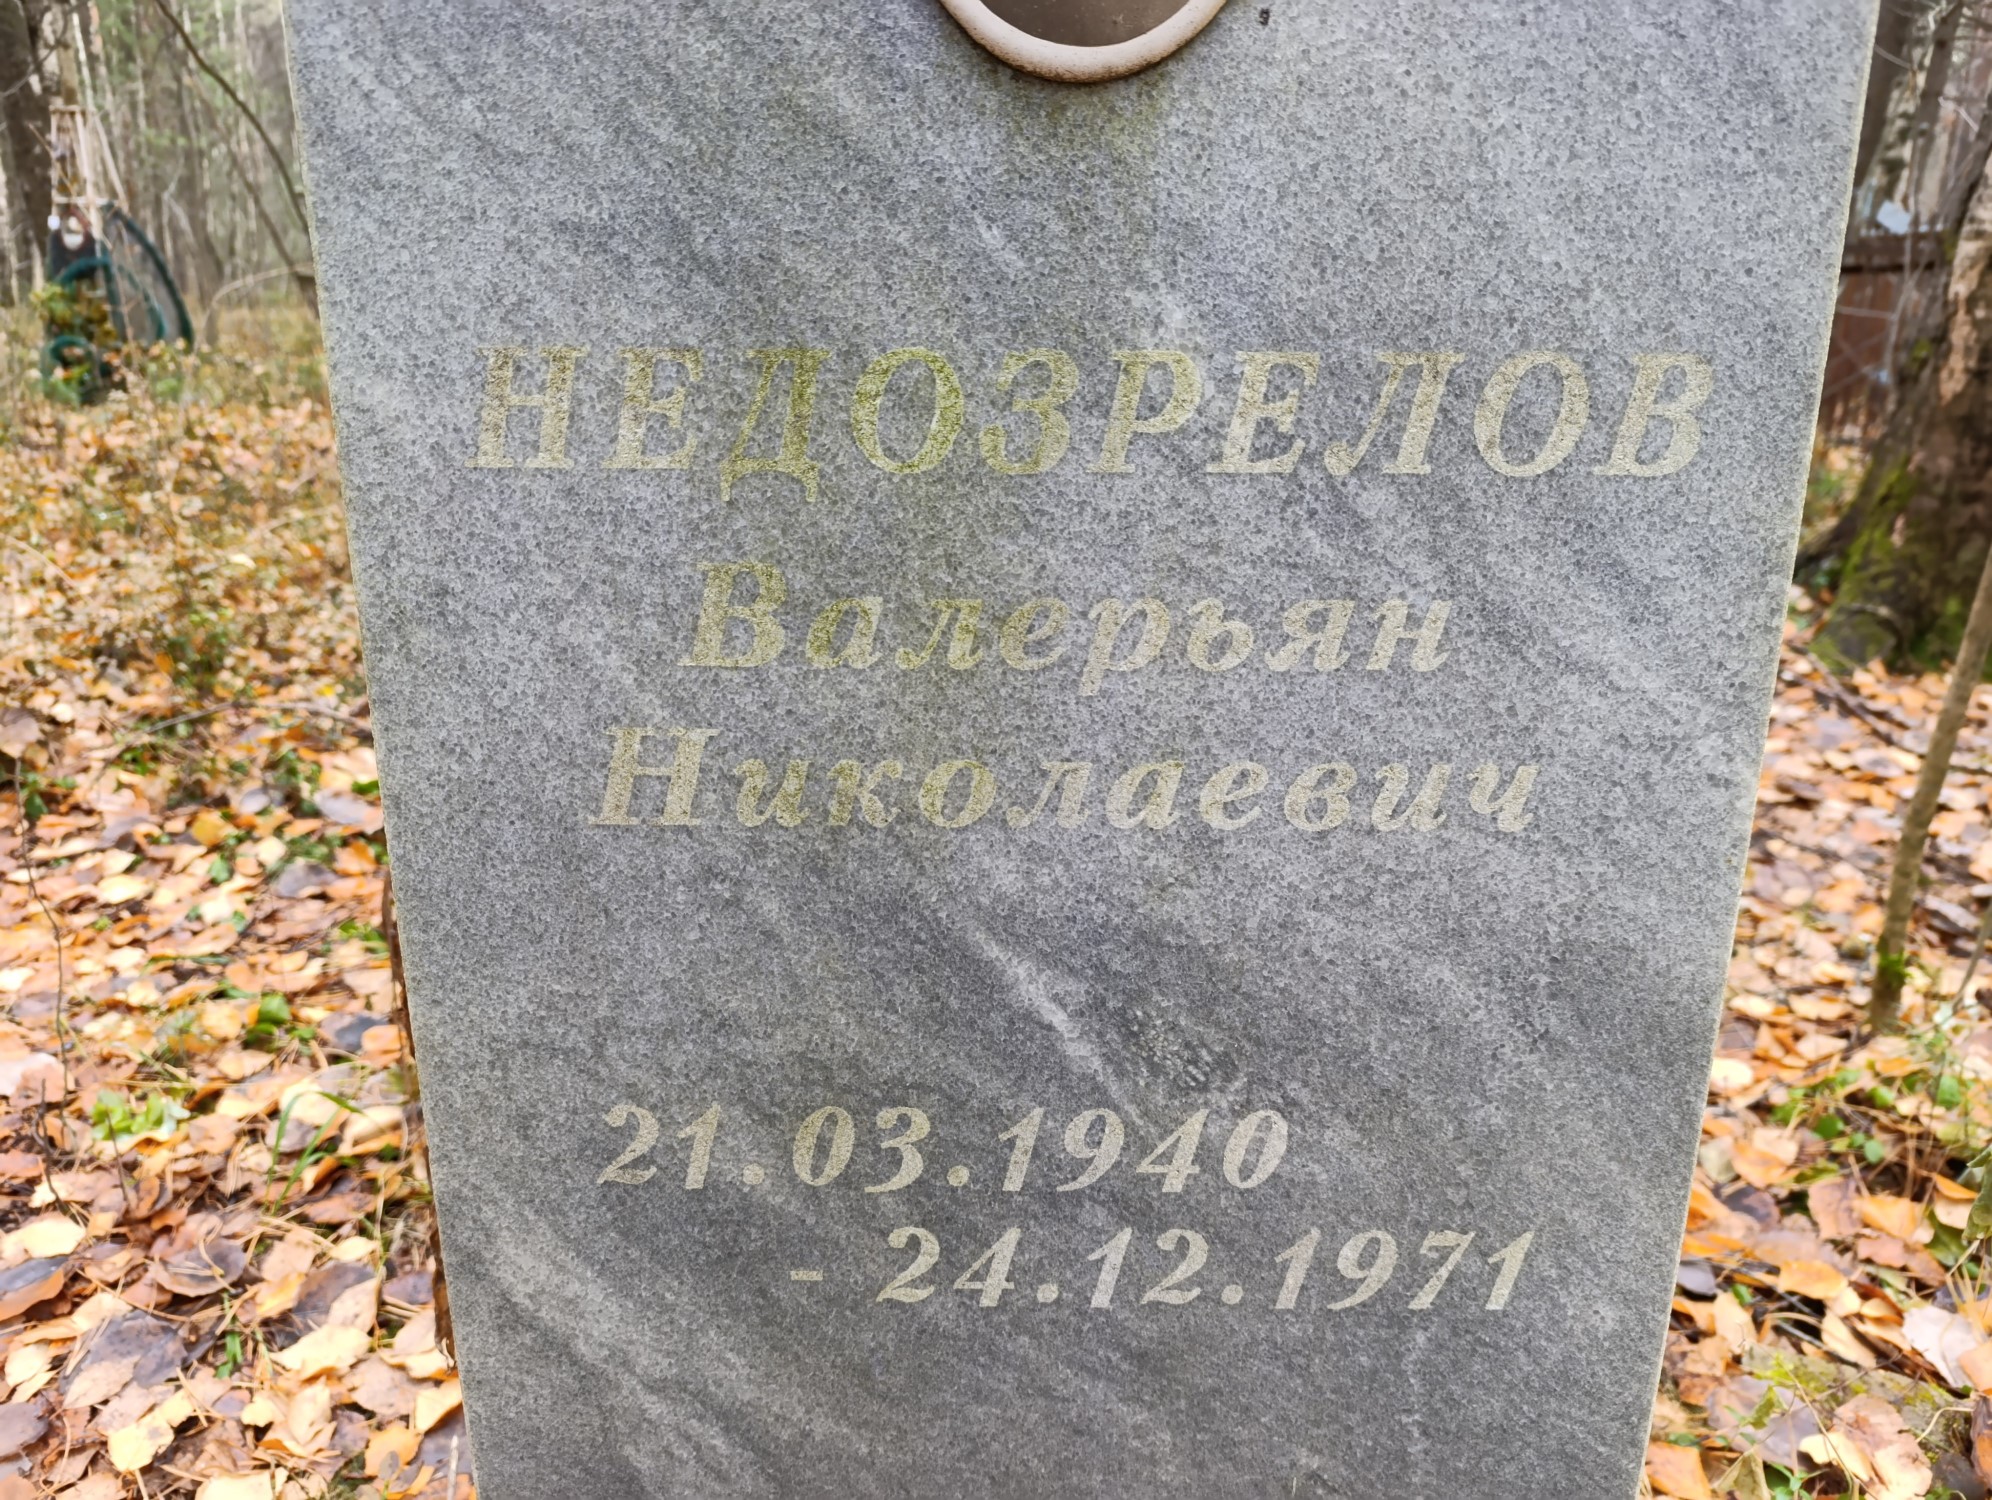 НЕДОЗРЕЛОВ
Валерьян
Николаевич
21.03.1940
- 24.12.1971